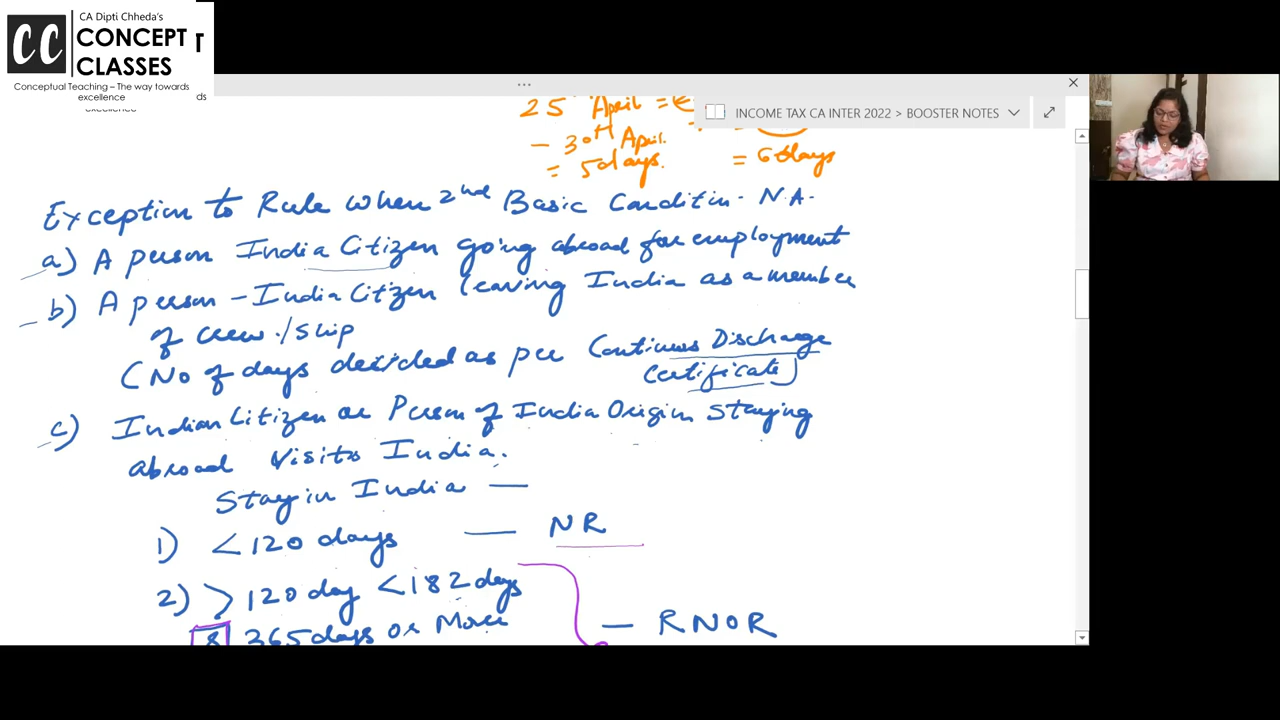 CA Dipti Chheda's
CONCEPT
CLASSES
CC
Conceptual Teaching – The way towards
excellence
ds
INCOME TAX CA INTER 2022 > BOOSTER NOTES
25 April =
– 30th April.
= 5 days.
= 6 days
Exception to Rule when 2nd Basic Conditin. N.A.
a) A person India Citizen going abroad for employment
b) A person – India Citizen leaving India as a member
of crew./ship
(No of days decided as per Continuous Discharge
Certificate)
c) Indian Citizen or Person of India Origin Staying
abroad visits India.
Stay in India —
1) <120 days — NR
2) >120 day <182 days
& 365 days or More — RNOR